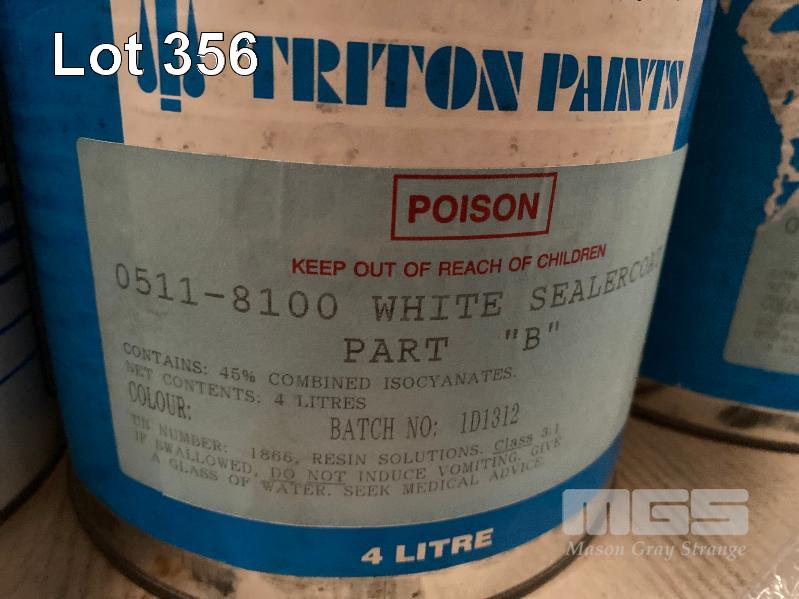 Lot 356
TRITON PAINTS
POISON
KEEP OUT OF REACH OF CHILDREN
0511-8100 WHITE SEALERCOAT
PART "B"
CONTAINS: 45% COMBINED ISOCYANATES.
NET CONTENTS: 4 LITRES
COLOUR:
BATCH NO: 1D1312
UN NUMBER: 1866, RESIN SOLUTIONS. Class 3.1
IF SWALLOWED, DO NOT INDUCE VOMITING. GIVE
A GLASS OF WATER. SEEK MEDICAL ADVICE.
4 LITRE
MGS
Mason Gray Strange